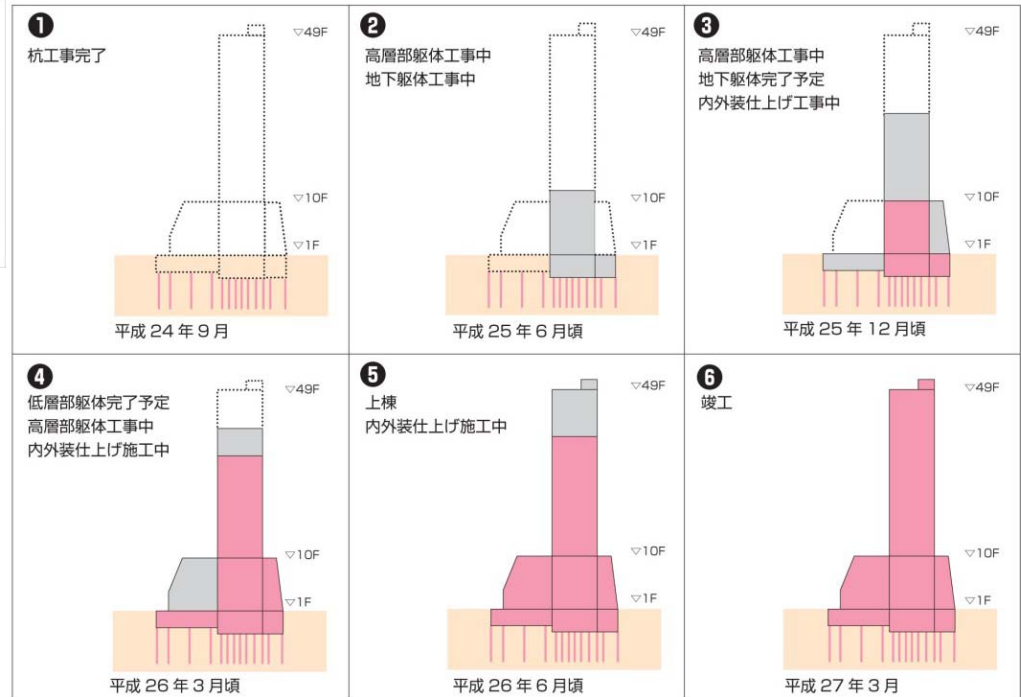 ❶
杭工事完了
▽49F
▽10F
▽1F
平成 24 年 9 月
❷
高層部躯体工事中
地下躯体工事中
▽49F
▽10F
▽1F
平成 25 年 6 月頃
❸
高層部躯体工事中
地下躯体完了予定
内外装仕上げ工事中
▽49F
▽10F
▽1F
平成 25 年 12 月頃
❹
低層部躯体完了予定
高層部躯体工事中
内外装仕上げ施工中
▽49F
▽10F
▽1F
平成 26 年 3 月頃
❺
上棟
内外装仕上げ施工中
▽49F
▽10F
▽1F
平成 26 年 6 月頃
❻
竣工
▽49F
▽10F
▽1F
平成 27 年 3 月